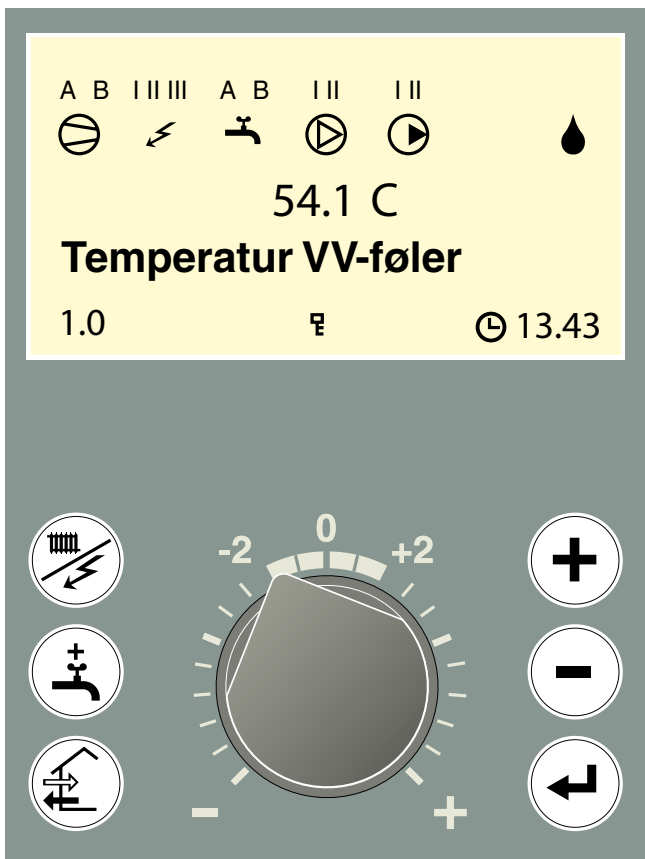 A B I II III A B I II I II
54.1 C
Temperatur VV-føler
1.0 13.43
-2 0 +2
+
-
+
- +